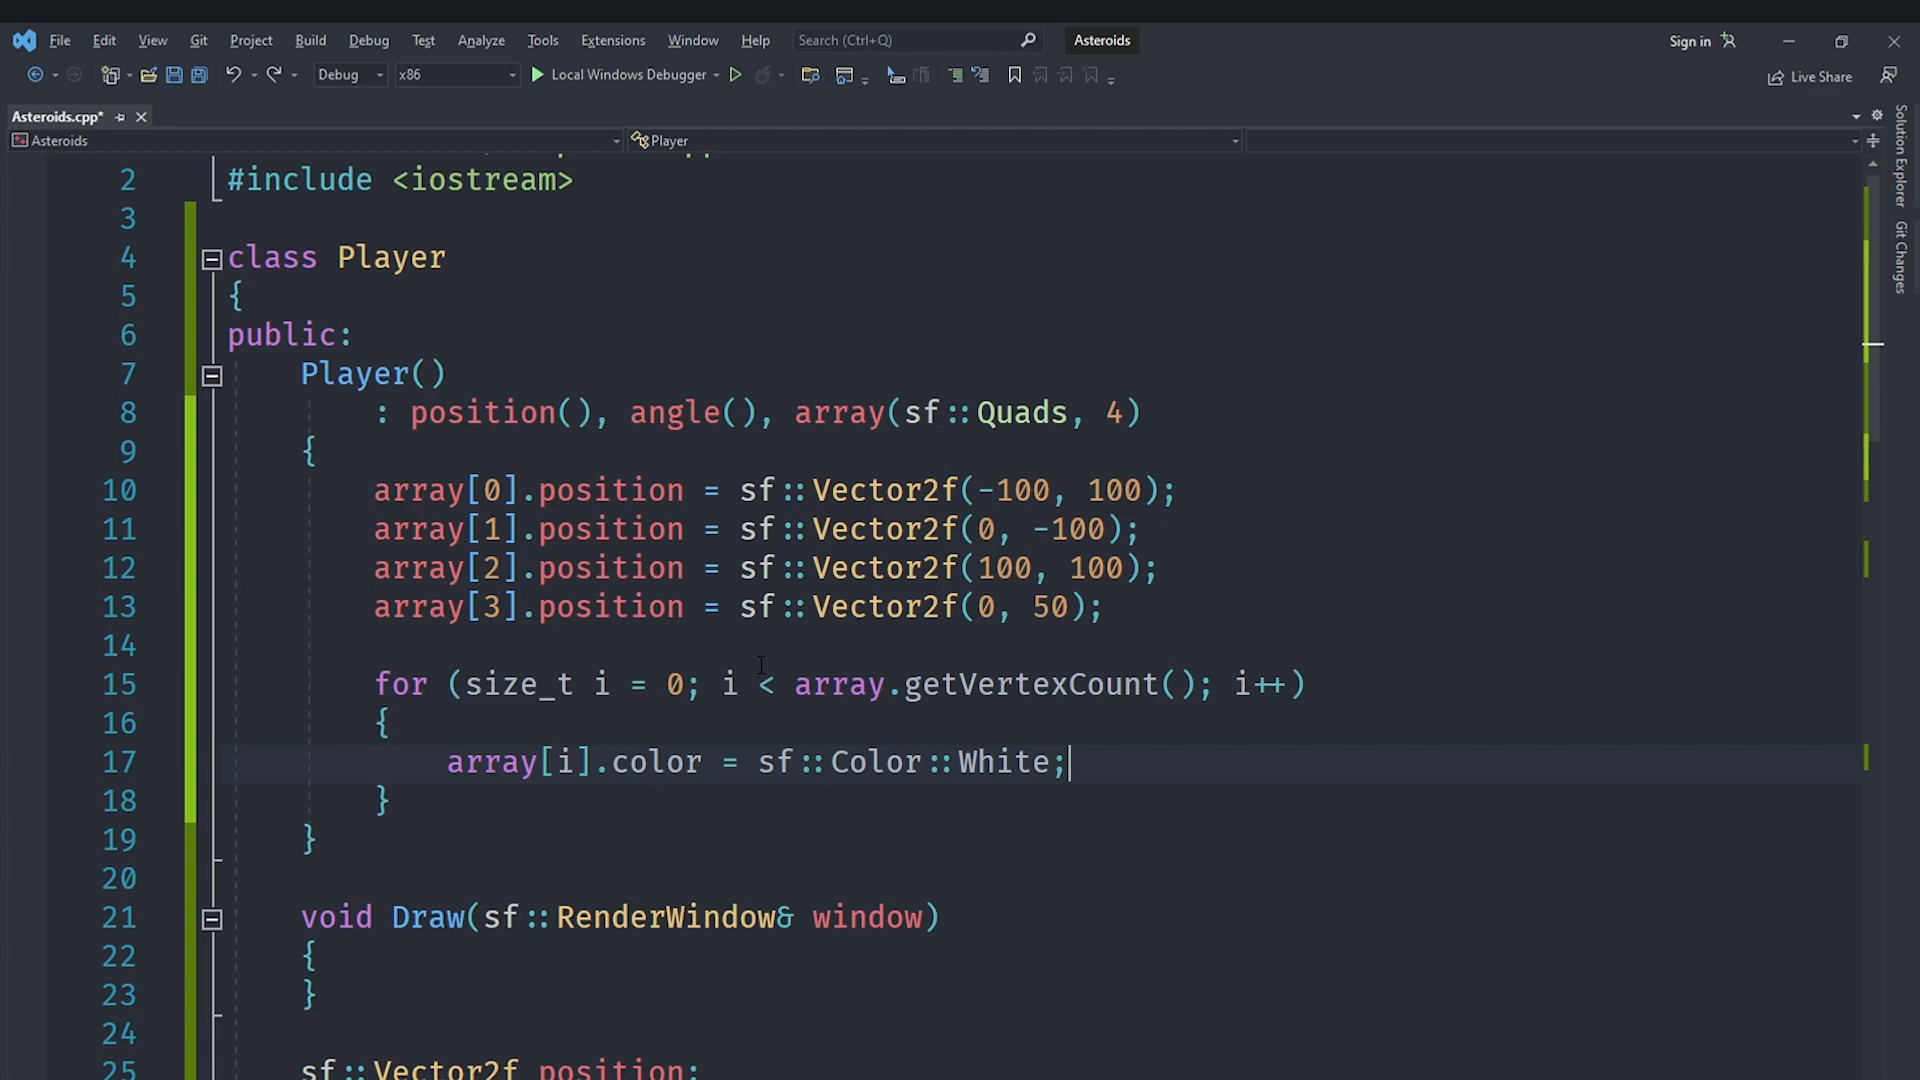 File Edit View Git Project Build Debug Test Analyze Tools Extensions Window Help Search (Ctrl+Q) Asteroids Sign in
Debug x86 Local Windows Debugger Live Share
Asteroids.cpp*
Asteroids Player
Solution Explorer
Git Changes
2 #include <iostream>
3
4 class Player
5 {
6 public:
7 Player()
8 : position(), angle(), array(sf::Quads, 4)
9 {
10 array[0].position = sf::Vector2f(-100, 100);
11 array[1].position = sf::Vector2f(0, -100);
12 array[2].position = sf::Vector2f(100, 100);
13 array[3].position = sf::Vector2f(0, 50);
14
15 for (size_t i = 0; i < array.getVertexCount(); i++)
16 {
17 array[i].color = sf::Color::White;
18 }
19 }
20
21 void Draw(sf::RenderWindow& window)
22 {
23 }
24
25 sf::Vector2f position;